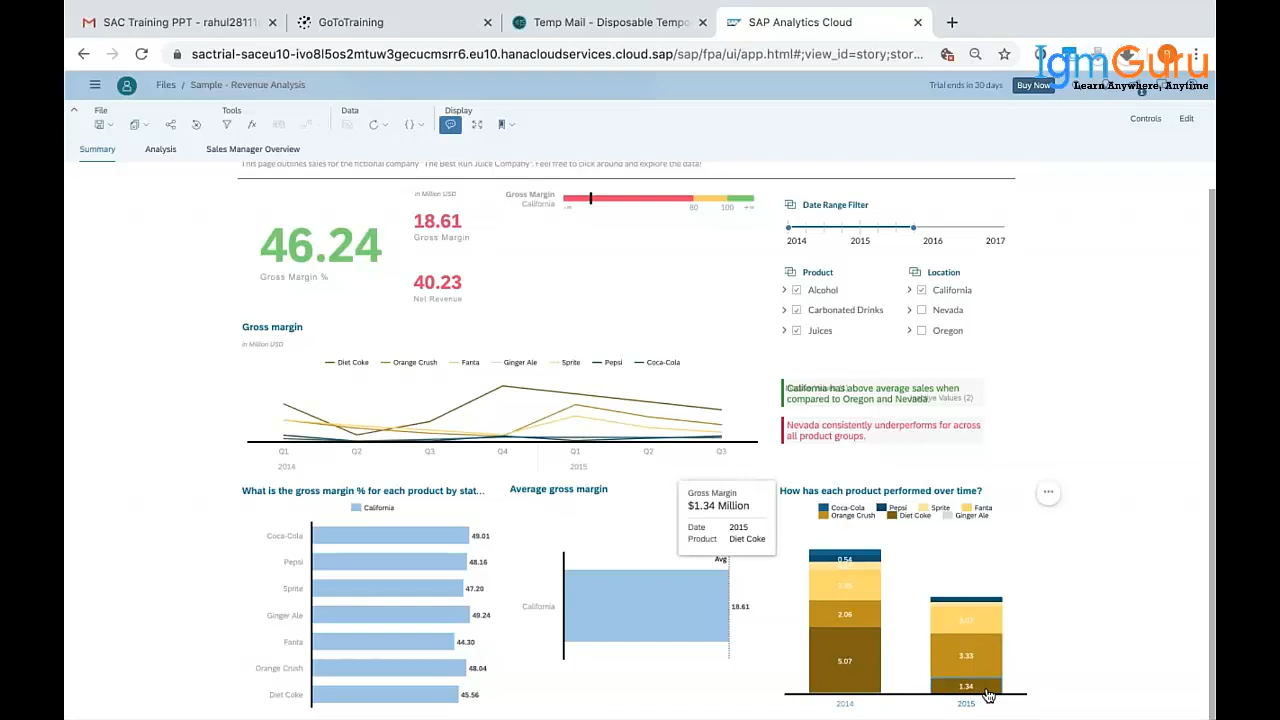 SAC Training PPT - rahul28111
GoToTraining
Temp Mail - Disposable Tempo
SAP Analytics Cloud
sactrial-saceu10-ivo8l5os2mtuw3gecucmsrr6.eu10.hanacloudservices.cloud.sap/sap/fpa/ui/app.html#;view_id=story;stor...
IgmGuru
Learn Anywhere, Anytime
Files / Sample - Revenue Analysis
Trial ends in 30 days
Buy Now
File
Tools
Data
Display
Controls
Edit
Summary
Analysis
Sales Manager Overview
This page outlines sales for the fictional company "The Best Run Juice Company". Feel free to click around and explore the data!
46.24
Gross Margin %
in Million USD
18.61
Gross Margin
40.23
Net Revenue
Gross Margin
California
-∞ 80 100 +∞
Date Range Filter
2014 2015 2016 2017
Product
Alcohol
Carbonated Drinks
Juices
Location
California
Nevada
Oregon
Gross margin
in Million USD
Diet Coke Orange Crush Fanta Ginger Ale Sprite Pepsi Coca-Cola
Q1 Q2 Q3 Q4 Q1 Q2 Q3
2014 2015
California has above average sales when
compared to Oregon and Nevada.
Values (2)
Nevada consistently underperforms for across
all product groups.
What is the gross margin % for each product by stat...
California
Coca-Cola 49.01
Pepsi 48.16
Sprite 47.20
Ginger Ale 49.24
Fanta 44.30
Orange Crush 48.04
Diet Coke 45.56
Average gross margin
Avg
California 18.61
Gross Margin
$1.34 Million
Date 2015
Product Diet Coke
How has each product performed over time?
Coca-Cola Pepsi Sprite Fanta
Orange Crush Diet Coke Ginger Ale
0.54
2.06
5.07
3.33
1.34
2014 2015